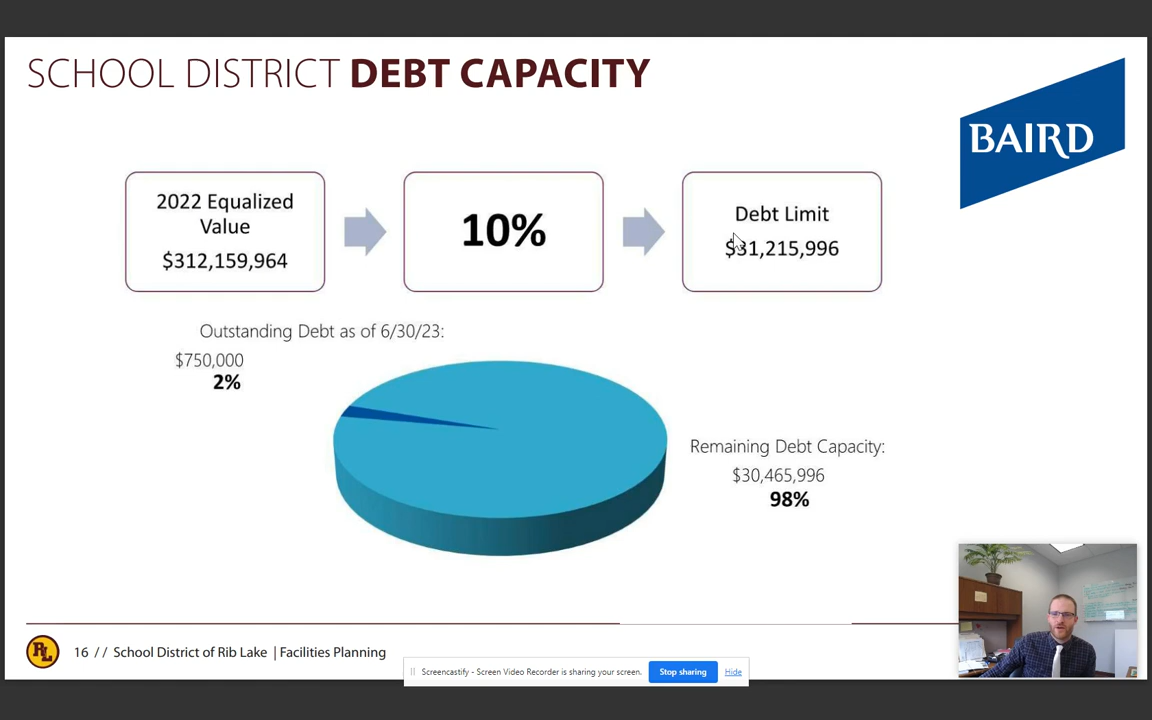 SCHOOL DISTRICT DEBT CAPACITY
BAIRD
2022 Equalized
Value
$312,159,964
10%
Debt Limit
$31,215,996
Outstanding Debt as of 6/30/23:
$750,000
2%
Remaining Debt Capacity:
$30,465,996
98%
RL
16 // School District of Rib Lake | Facilities Planning
Screencastify - Screen Video Recorder is sharing your screen.
Stop sharing
Hide